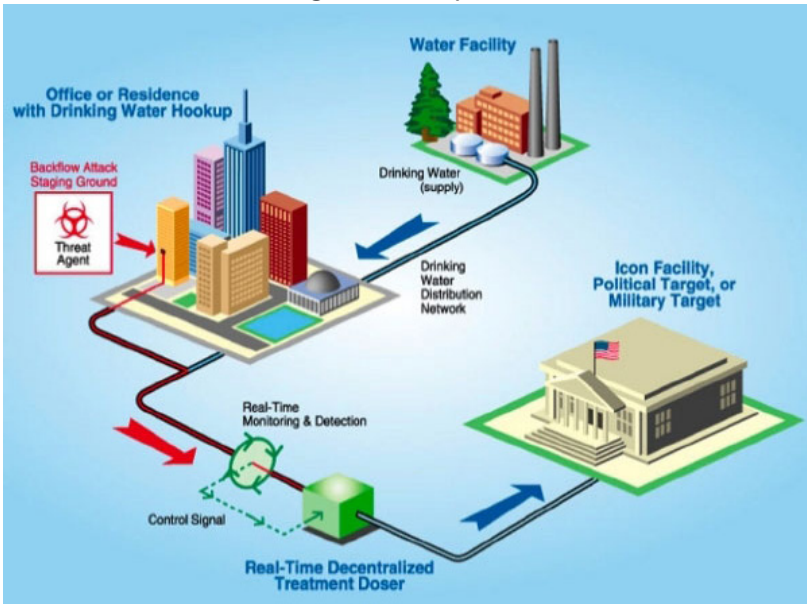 Water Facility
Office or Residence
with Drinking Water Hookup
Backflow Attack
Staging Ground
Threat
Agent
Drinking Water
(supply)
Drinking
Water
Distribution
Network
Icon Facility,
Political Target, or
Military Target
Real-Time
Monitoring & Detection
Control Signal
Real-Time Decentralized
Treatment Doser